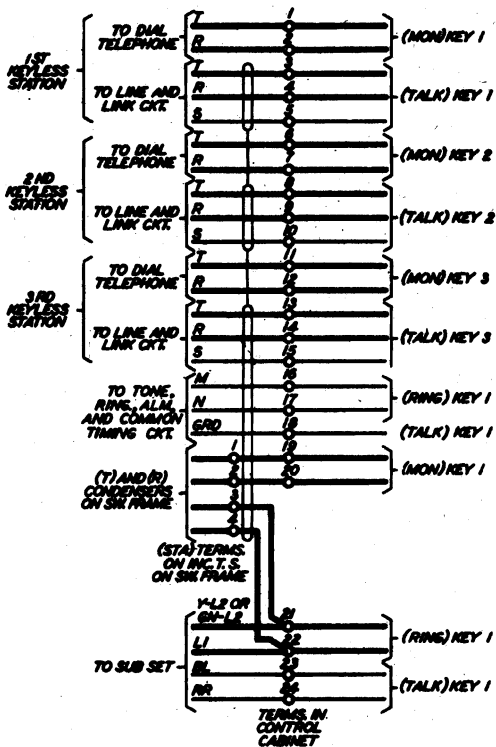 1ST
KEYLESS
STATION
TO DIAL
TELEPHONE
T
R
1
2
(MON) KEY 1
TO LINE AND
LINK CKT.
T
R
S
3
4
5
(TALK) KEY 1
2ND
KEYLESS
STATION
TO DIAL
TELEPHONE
T
R
6
7
(MON) KEY 2
TO LINE AND
LINK CKT.
T
R
S
8
9
10
(TALK) KEY 2
3RD
KEYLESS
STATION
TO DIAL
TELEPHONE
T
R
11
12
(MON) KEY 3
TO LINE AND
LINK CKT.
T
R
S
13
14
15
(TALK) KEY 3
TO TONE,
RING., ALM.
AND COMMON
TIMING CKT.
M
N
GRD
16
17
18
(RING) KEY 1
(TALK) KEY 1
(T) AND (R)
CONDENSERS
ON SW. FRAME
1
2
3
4
19
20
(MON) KEY 1
(STA) TERMS.
ON INC. T. S.
ON SW. FRAME
TO SUB SET
Y-L2 OR
GN-L2
L1
BL
RR
21
22
23
24
(RING) KEY 1
(TALK) KEY 1
TERMS. IN
CONTROL
CABINET